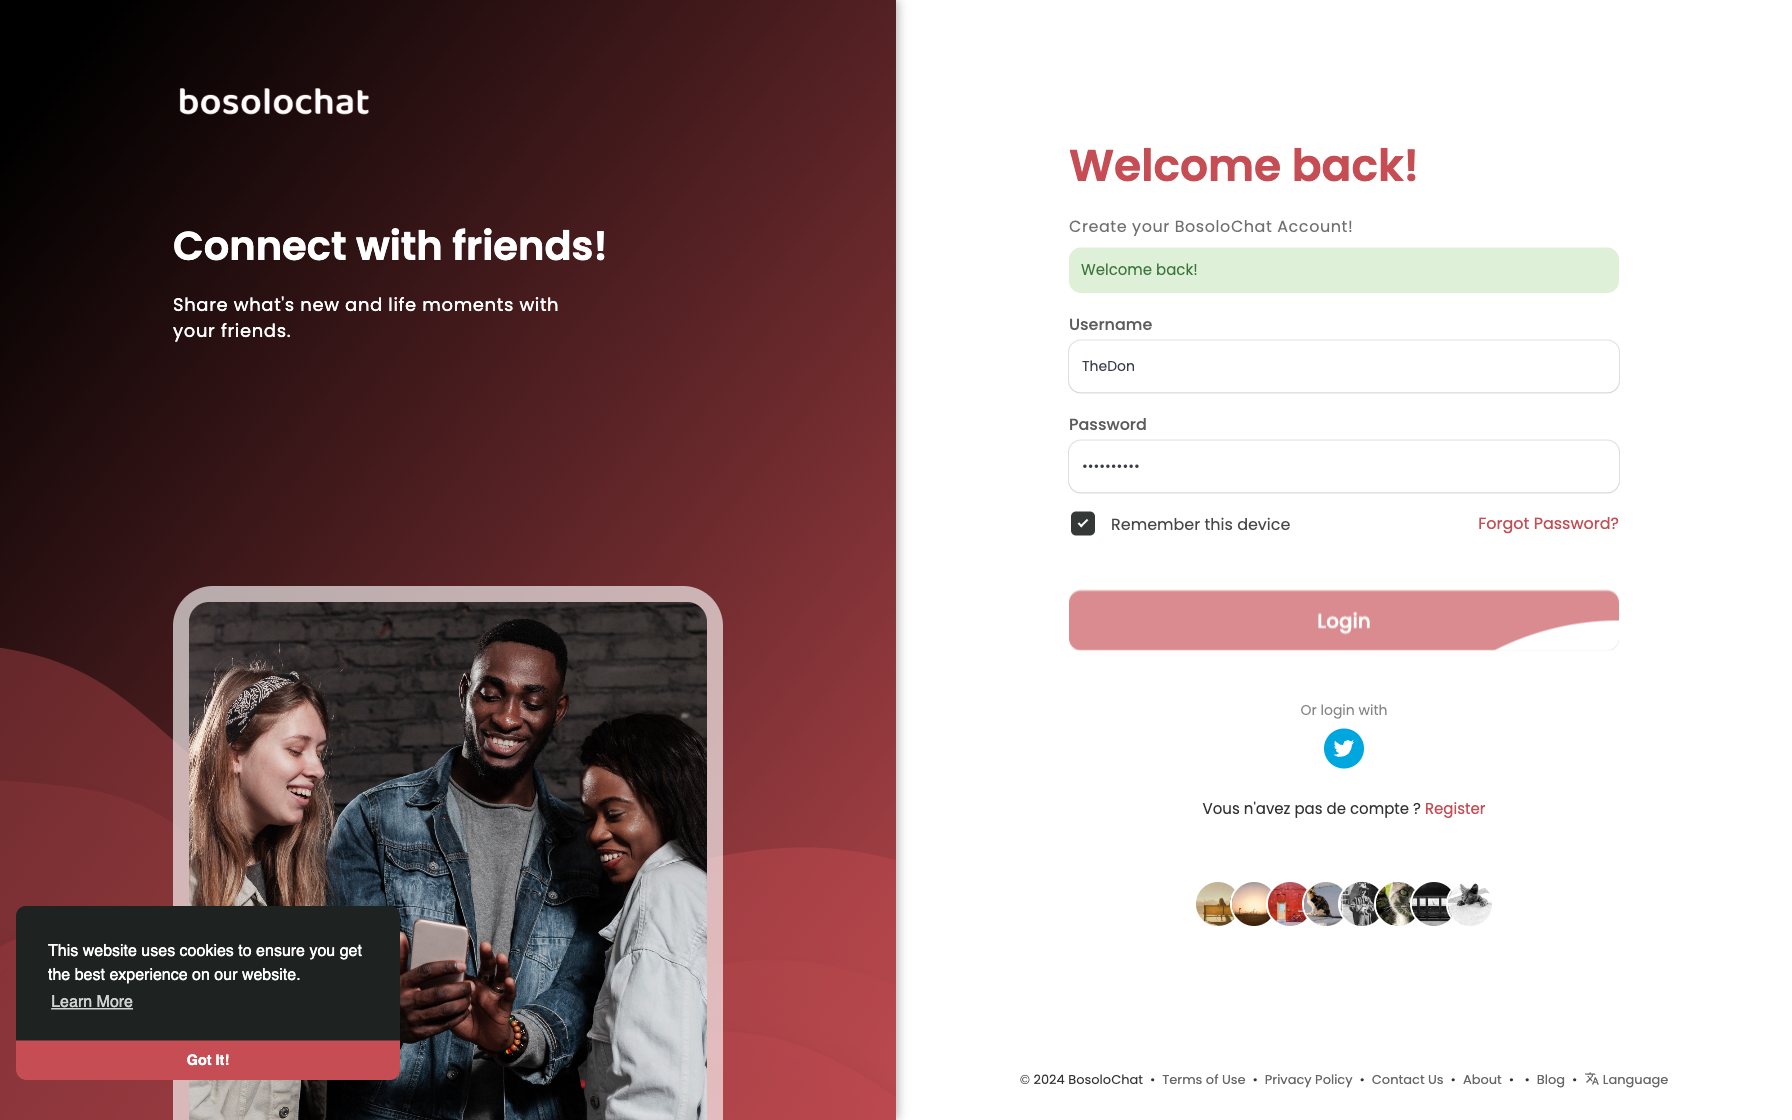 bosolochat
Connect with friends!
Share what's new and life moments with
your friends.
This website uses cookies to ensure you get
the best experience on our website.
Learn More
Got It!
Welcome back!
Create your BosoloChat Account!
Welcome back!
Username
TheDon
Password
••••••••••
Remember this device
Forgot Password?
Login
Or login with
Vous n'avez pas de compte ? Register
© 2024 BosoloChat • Terms of Use • Privacy Policy • Contact Us • About • • Blog • Language